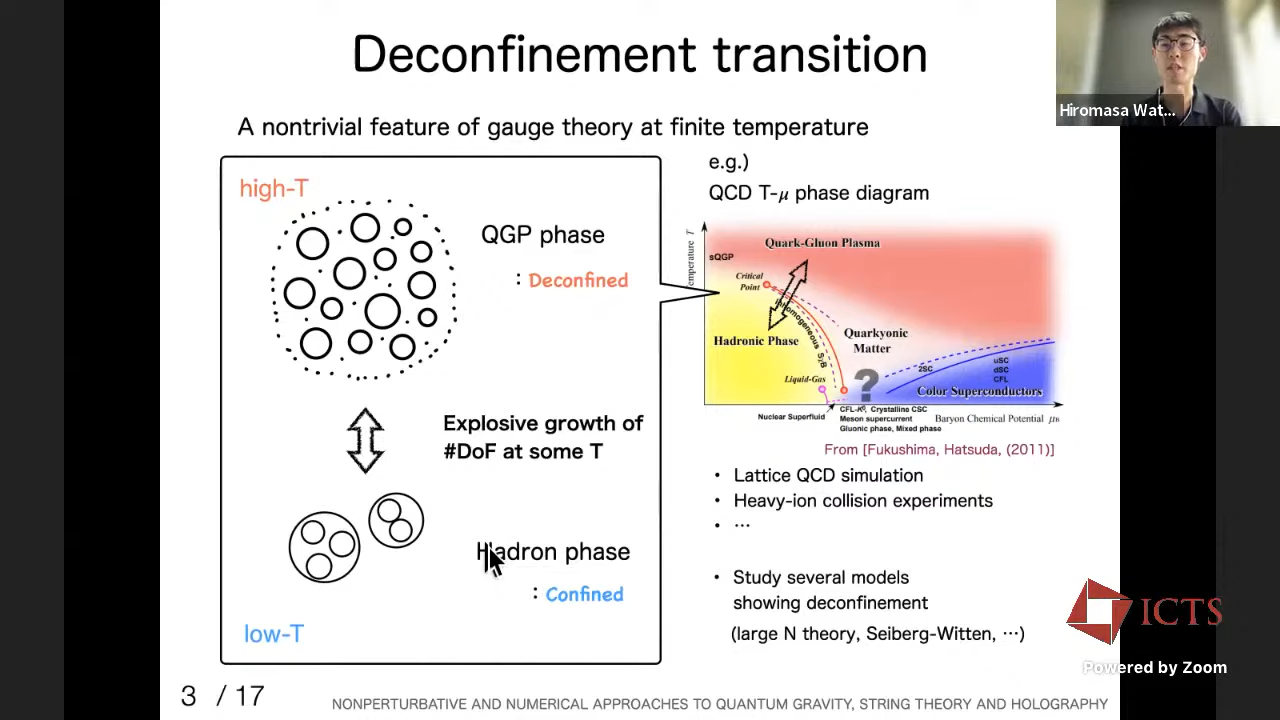 Deconfinement transition
Hiromasa Wat...
A nontrivial feature of gauge theory at finite temperature
high-T
QGP phase
: Deconfined
Explosive growth of
#DoF at some T
Hadron phase
: Confined
low-T
e.g.)
QCD T-μ phase diagram
emperature T
Quark-Gluon Plasma
sQGP
Critical
Point
Inhomogeneous SχB
Hadronic Phase
Quarkyonic
Matter
Liquid-Gas
?
2SC
uSC
dSC
CFL
Color Superconductors
Nuclear Superfluid
CFL-K⁰, Crystalline CSC
Meson supercurrent
Gluonic phase, Mixed phase
Baryon Chemical Potential μ
From [Fukushima, Hatsuda, (2011)]
• Lattice QCD simulation
• Heavy-ion collision experiments
• ⋯
• Study several models
showing deconfinement
(large N theory, Seiberg-Witten, ⋯)
ICTS
Powered by Zoom
3 / 17
NONPERTURBATIVE AND NUMERICAL APPROACHES TO QUANTUM GRAVITY, STRING THEORY AND HOLOGRAPHY